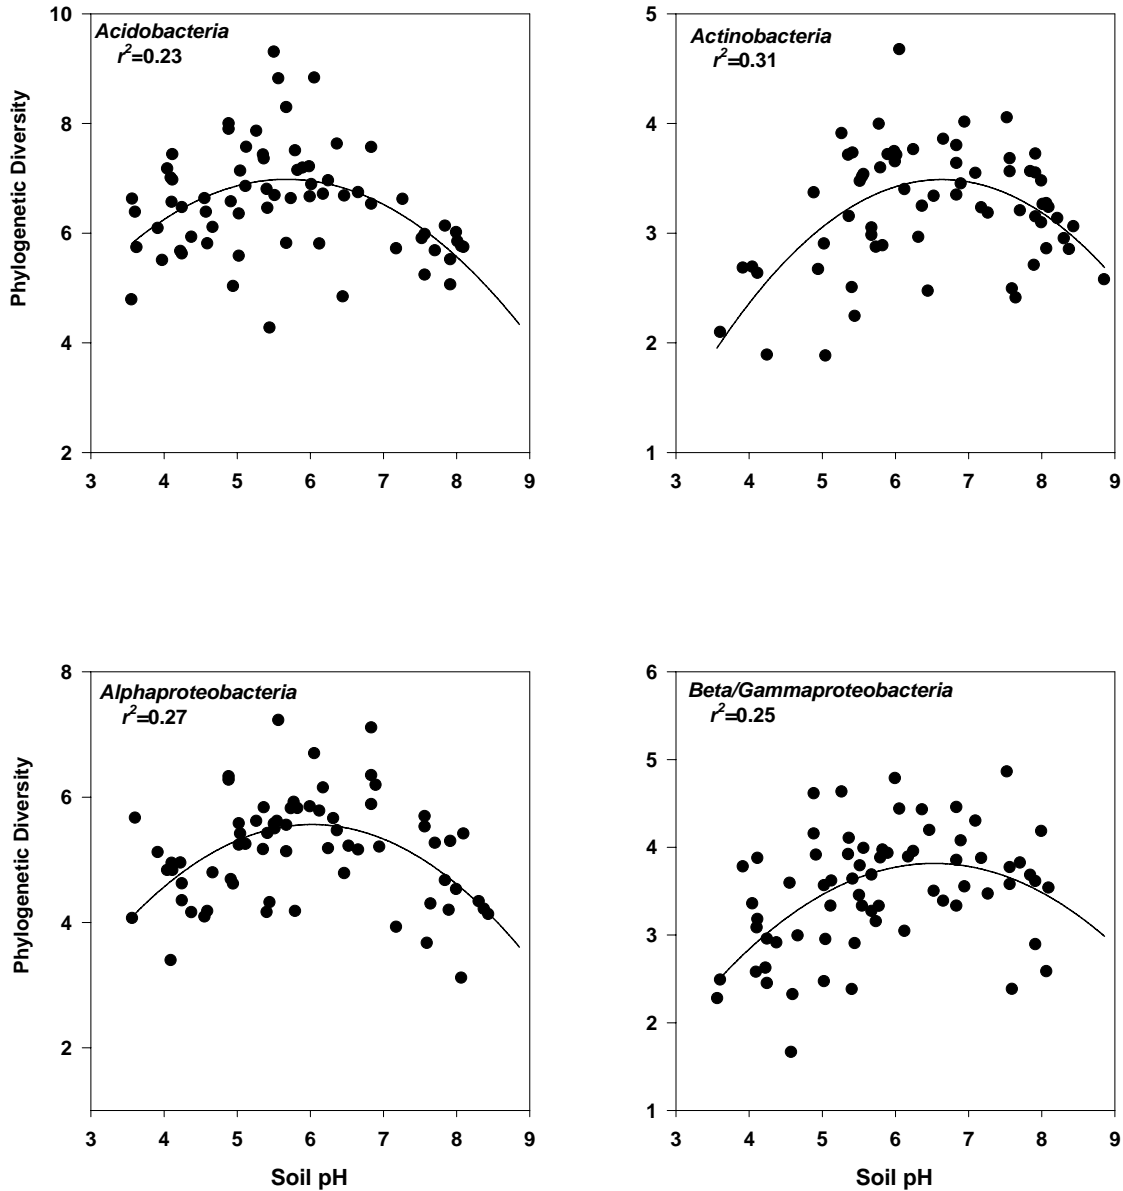 Acidobacteria
r²=0.23
Phylogenetic Diversity
10
8
6
4
2
3 4 5 6 7 8 9
Actinobacteria
r²=0.31
5
4
3
2
1
3 4 5 6 7 8 9
Alphaproteobacteria
r²=0.27
Phylogenetic Diversity
8
6
4
2
3 4 5 6 7 8 9
Soil pH
Beta/Gammaproteobacteria
r²=0.25
6
5
4
3
2
1
3 4 5 6 7 8 9
Soil pH